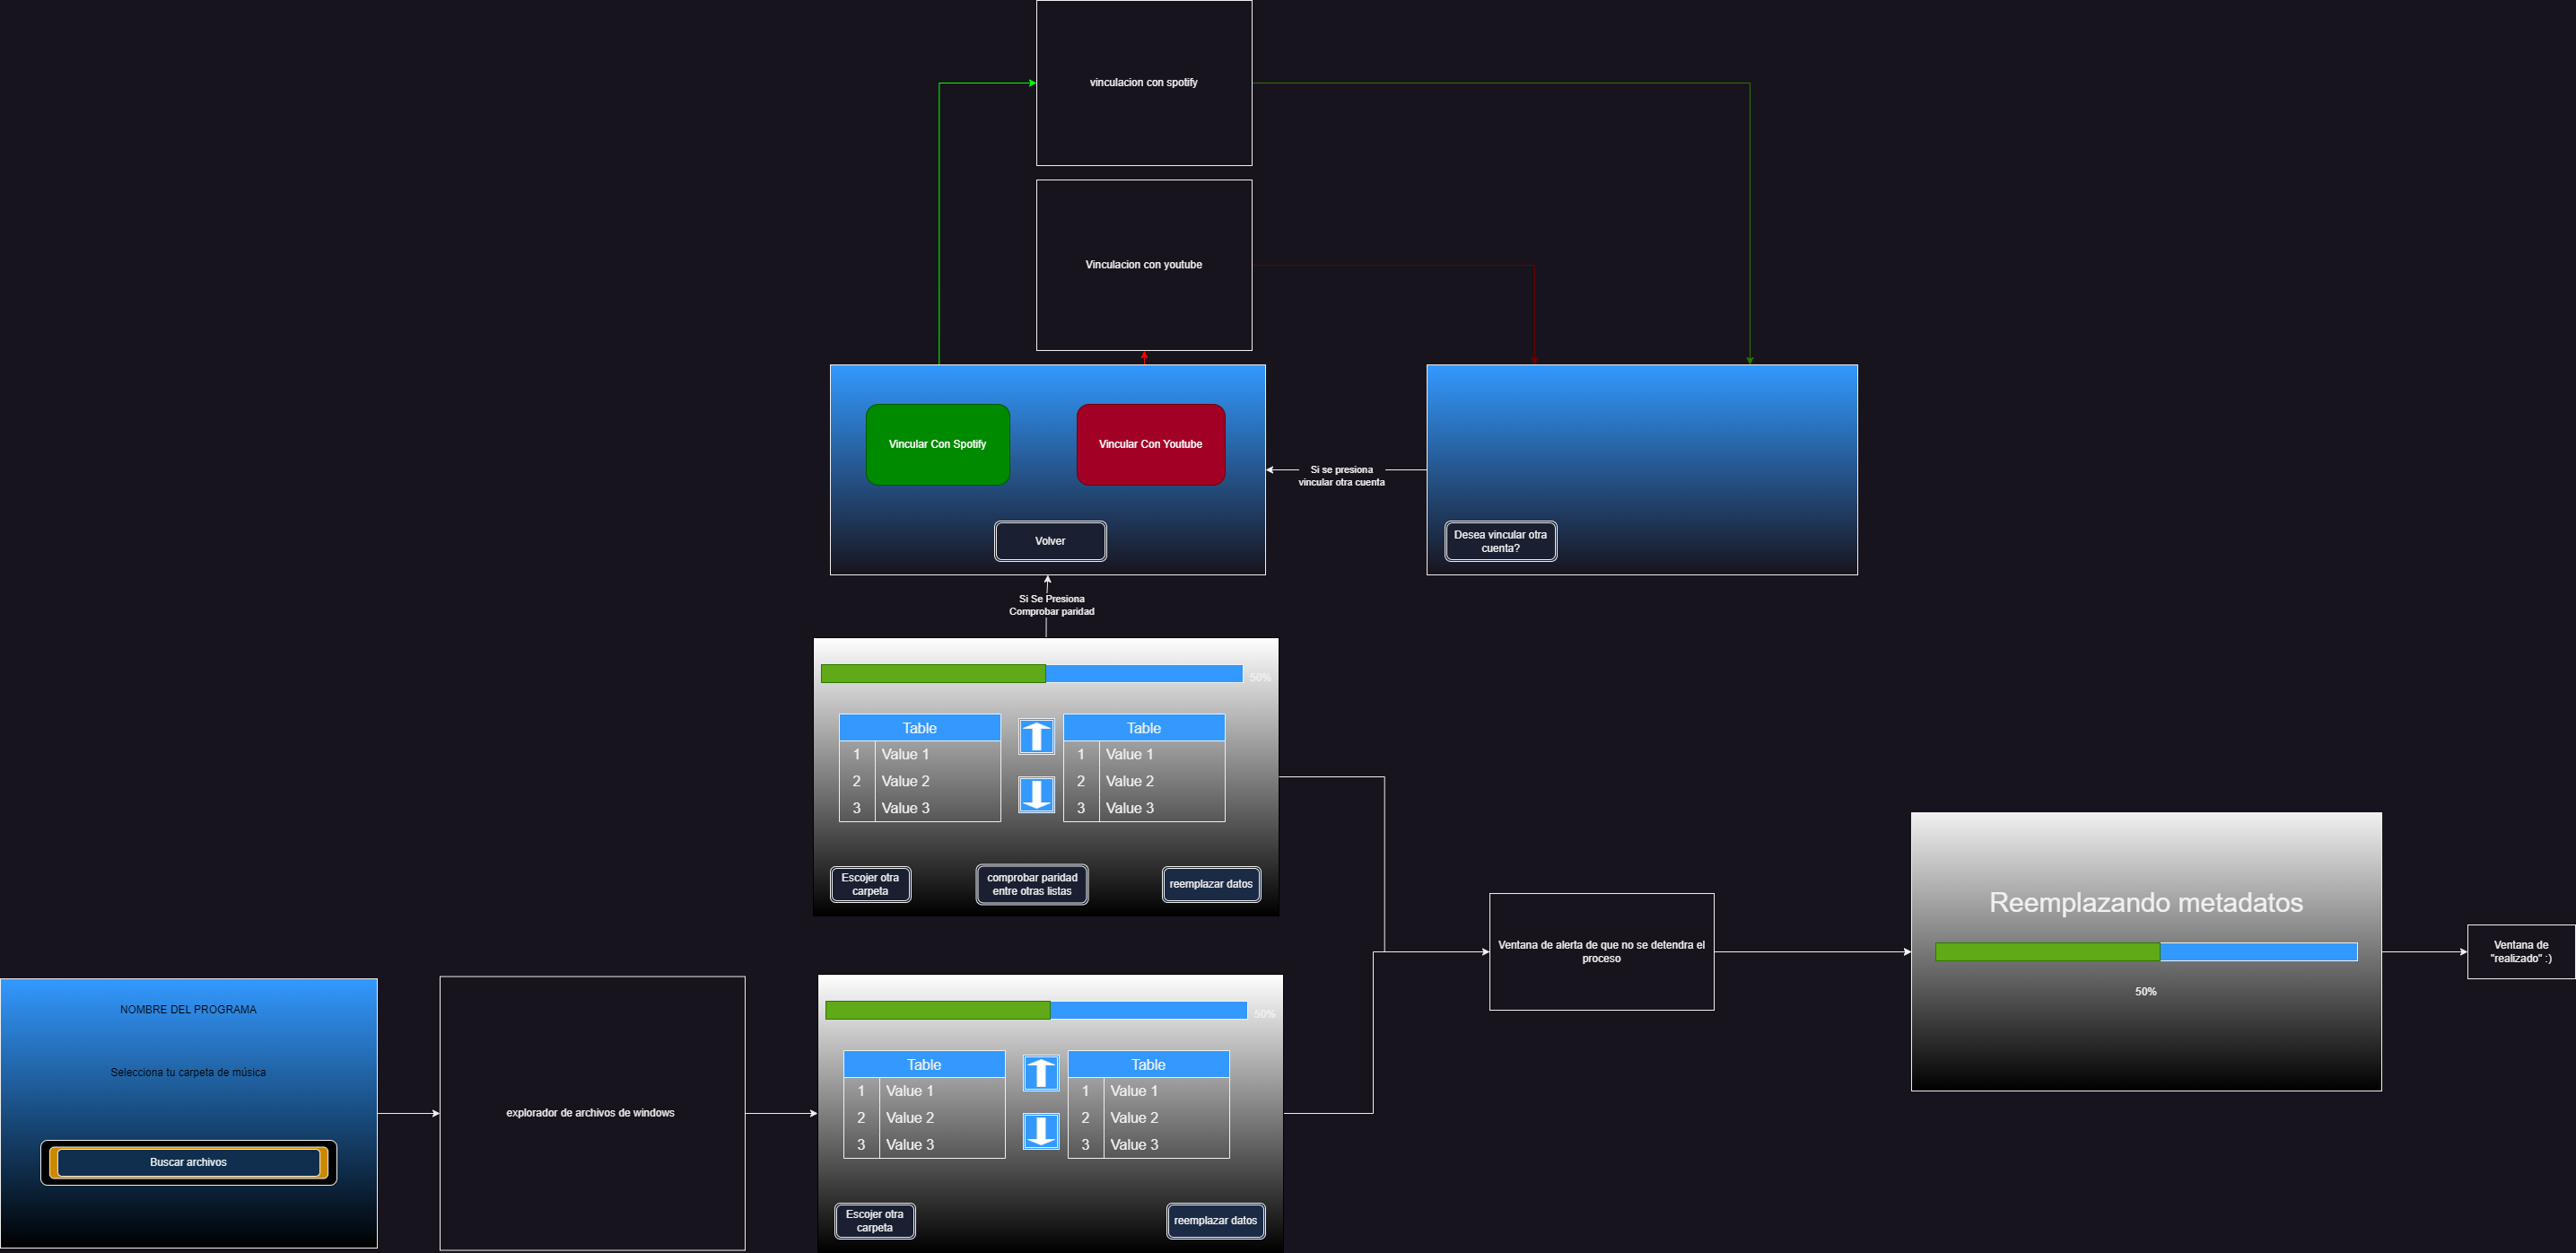 vinculacion con spotify
Vinculacion con youtube
Vincular Con Spotify
Vincular Con Youtube
Volver
Si se presiona
vincular otra cuenta
Desea vincular otra
cuenta?
Si Se Presiona
Comprobar paridad
50%
Table
1 Value 1
2 Value 2
3 Value 3
Table
1 Value 1
2 Value 2
3 Value 3
Escojer otra
carpeta
comprobar paridad
entre otras listas
reemplazar datos
NOMBRE DEL PROGRAMA
Selecciona tu carpeta de música
Buscar archivos
explorador de archivos de windows
50%
Table
1 Value 1
2 Value 2
3 Value 3
Table
1 Value 1
2 Value 2
3 Value 3
Escojer otra
carpeta
reemplazar datos
Ventana de alerta de que no se detendra el
proceso
Reemplazando metadatos
50%
Ventana de
"realizado" :)